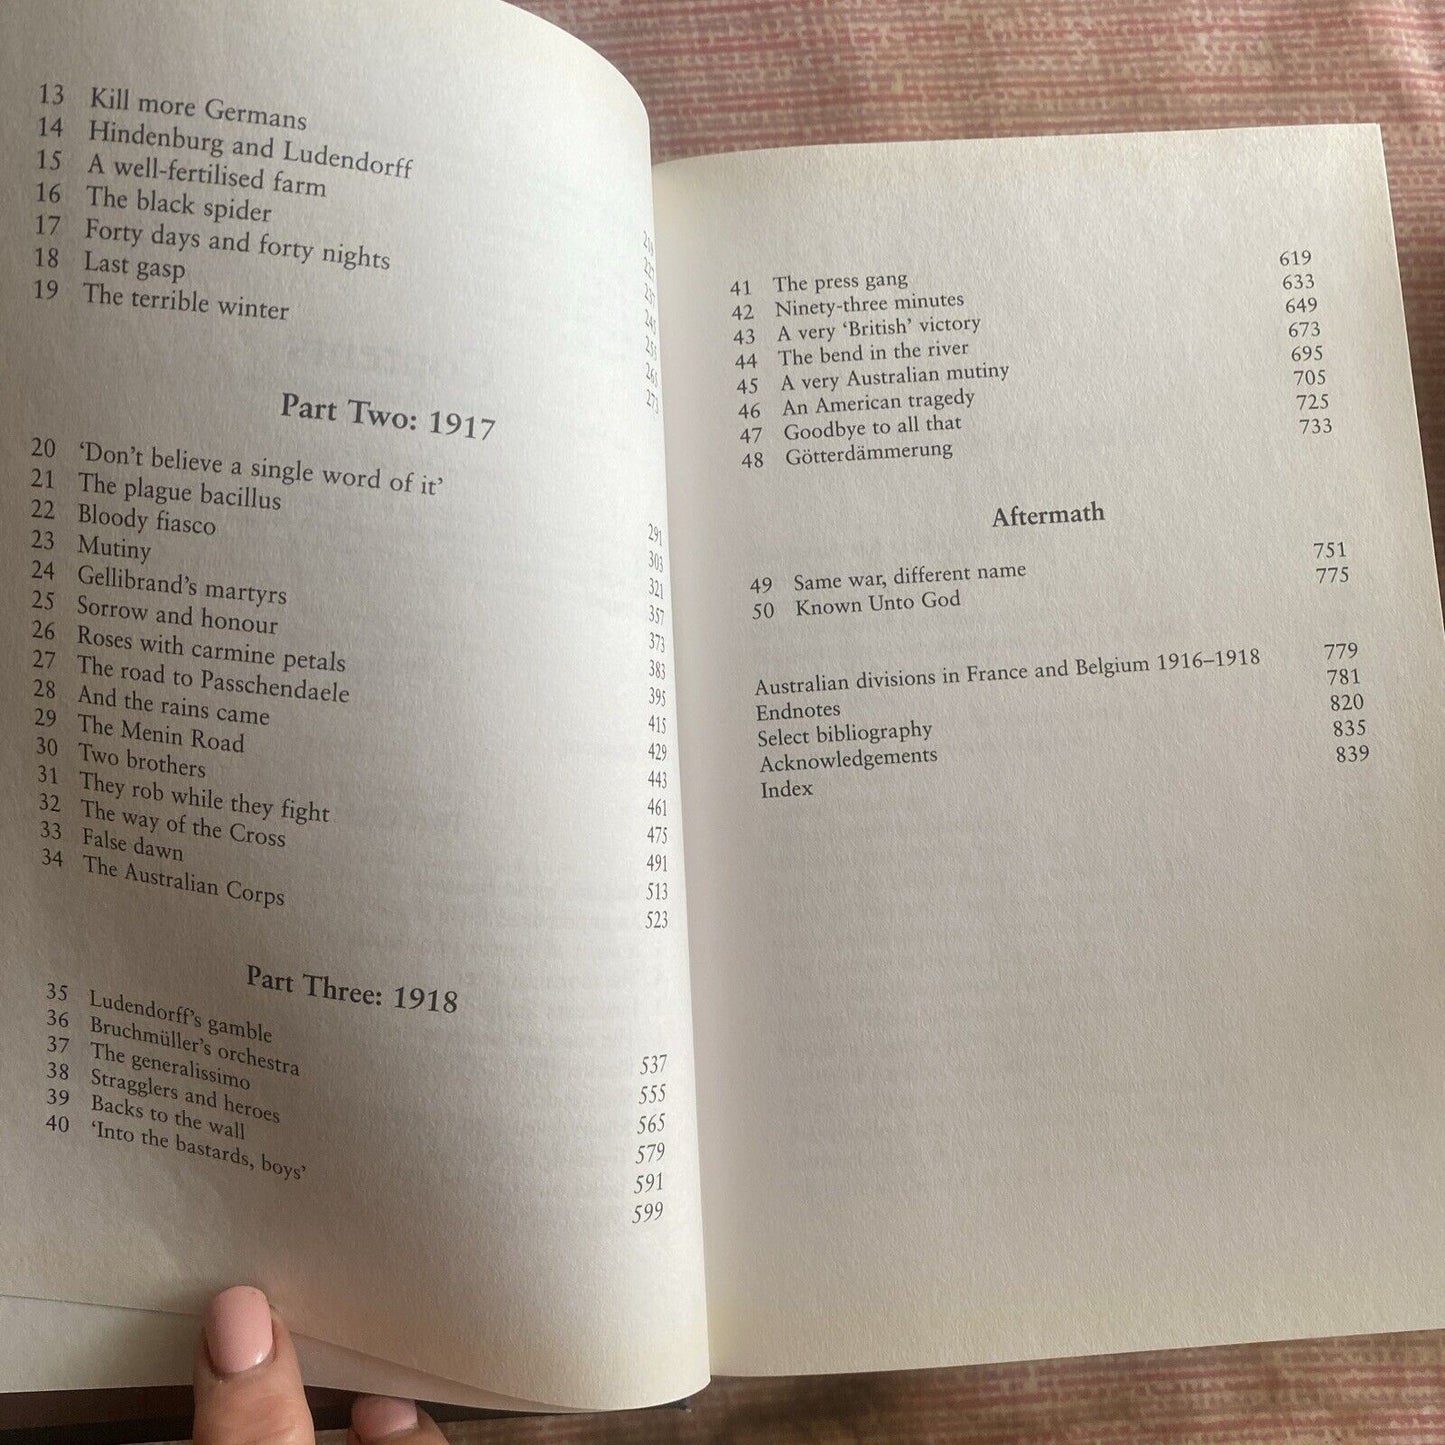 13 Kill more Germans
14 Hindenburg and Ludendorff
15 A well-fertilised farm 237
16 The black spider 245
17 Forty days and forty nights 255
18 Last gasp
19 The terrible winter 273
Part Two: 1917
20 ‘Don’t believe a single word of it’ 291
21 The plague bacillus 303
22 Bloody fiasco 321
23 Mutiny 357
24 Gellibrand’s martyrs 373
25 Sorrow and honour 383
26 Roses with carmine petals 395
27 The road to Passchendaele 415
28 And the rains came 429
29 The Menin Road 443
30 Two brothers 461
31 They rob while they fight 475
32 The way of the Cross 491
33 False dawn 513
34 The Australian Corps 523
Part Three: 1918
35 Ludendorff’s gamble 537
36 Bruchmüller’s orchestra 555
37 The generalissimo 565
38 Stragglers and heroes 579
39 Backs to the wall 591
40 ‘Into the bastards, boys’ 599
41 The press gang 619
42 Ninety-three minutes 633
43 A very ‘British’ victory 649
44 The bend in the river 673
45 A very Australian mutiny 695
46 An American tragedy 705
47 Goodbye to all that 725
48 Götterdämmerung 733
Aftermath
49 Same war, different name 751
50 Known Unto God 775
Australian divisions in France and Belgium 1916–1918 779
Endnotes 781
Select bibliography 820
Acknowledgements 835
Index 839